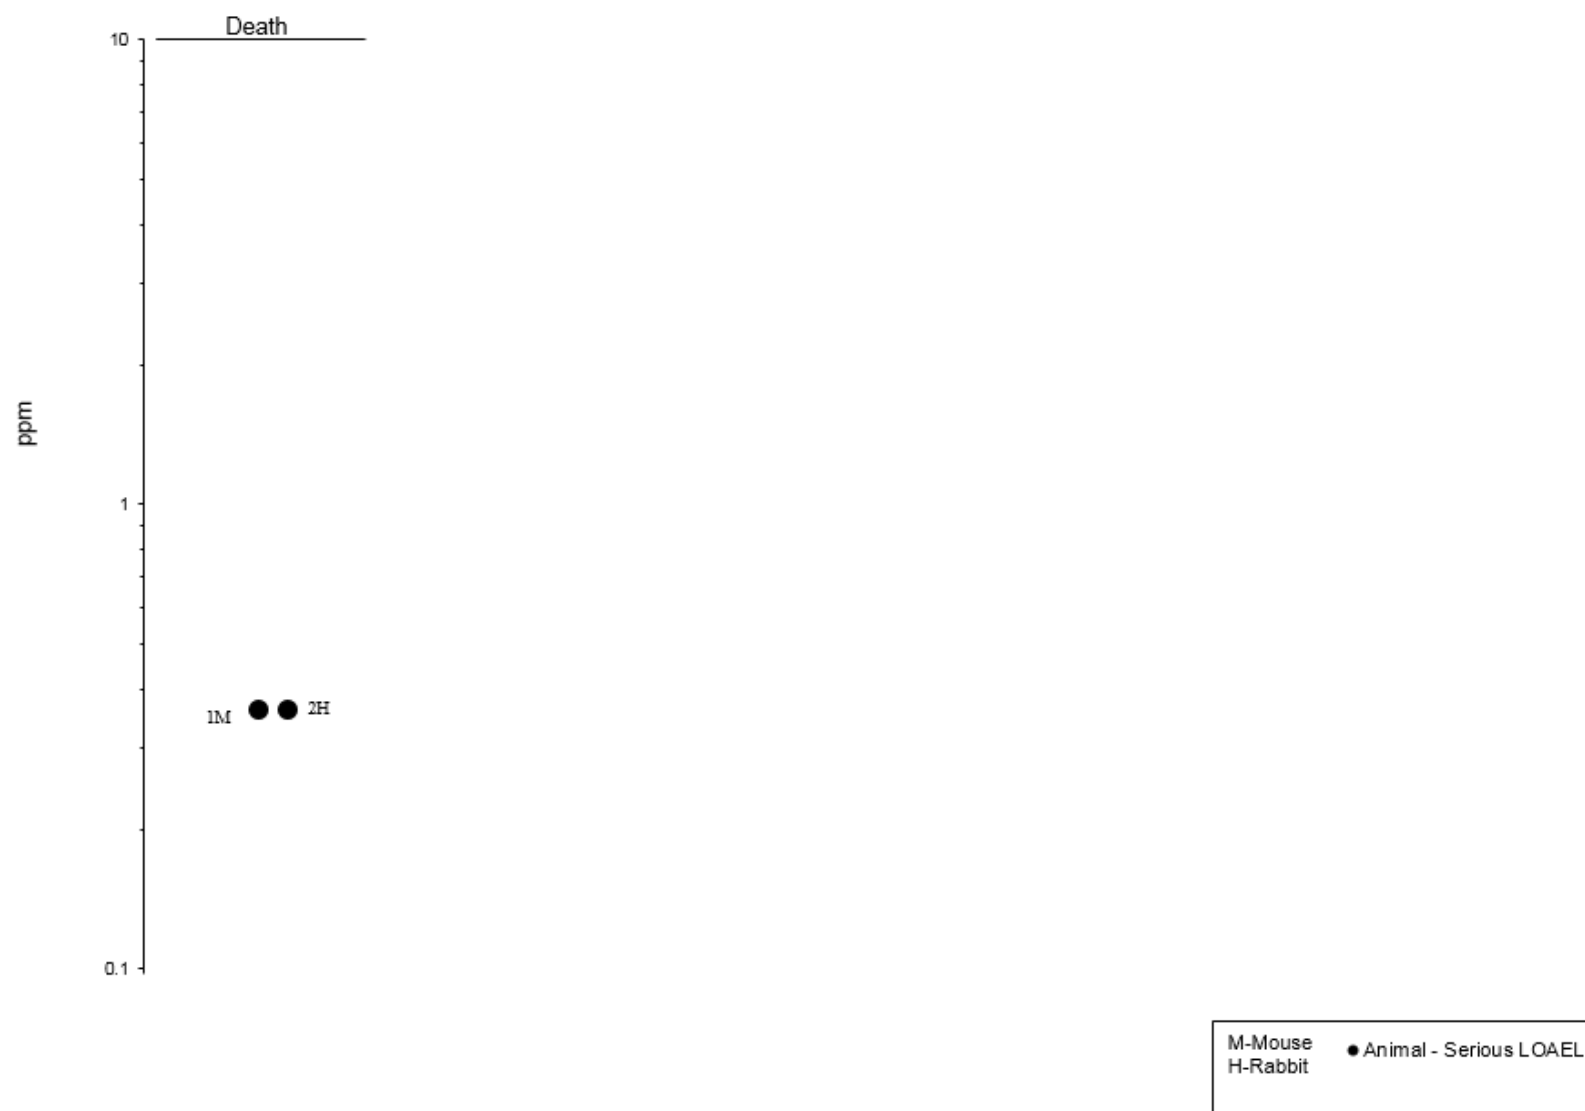 Death
10
ppm
1
1M
2H
0.1
M-Mouse
H-Rabbit
Animal - Serious LOAEL